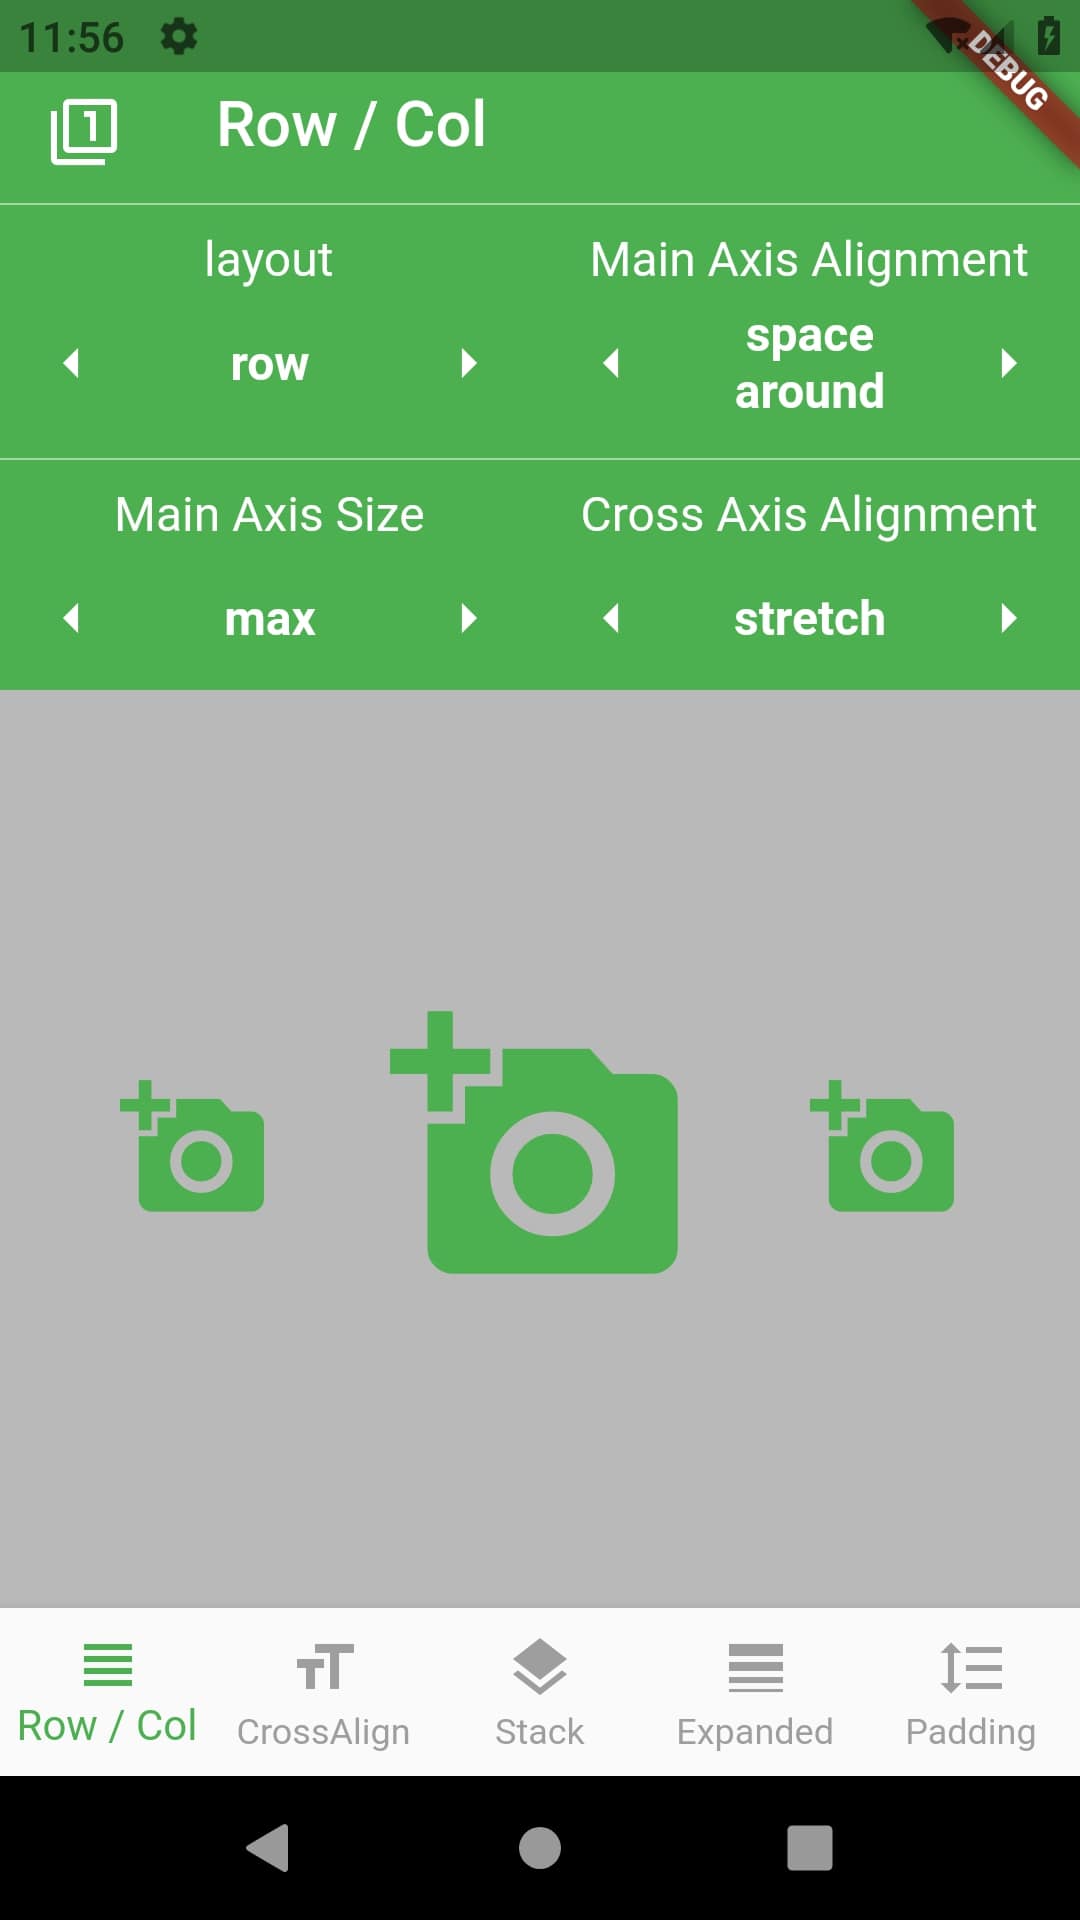 11:56
DEBUG
1 Row / Col
layout Main Axis Alignment
row space
around
Main Axis Size Cross Axis Alignment
max stretch
Row / Col CrossAlign Stack Expanded Padding